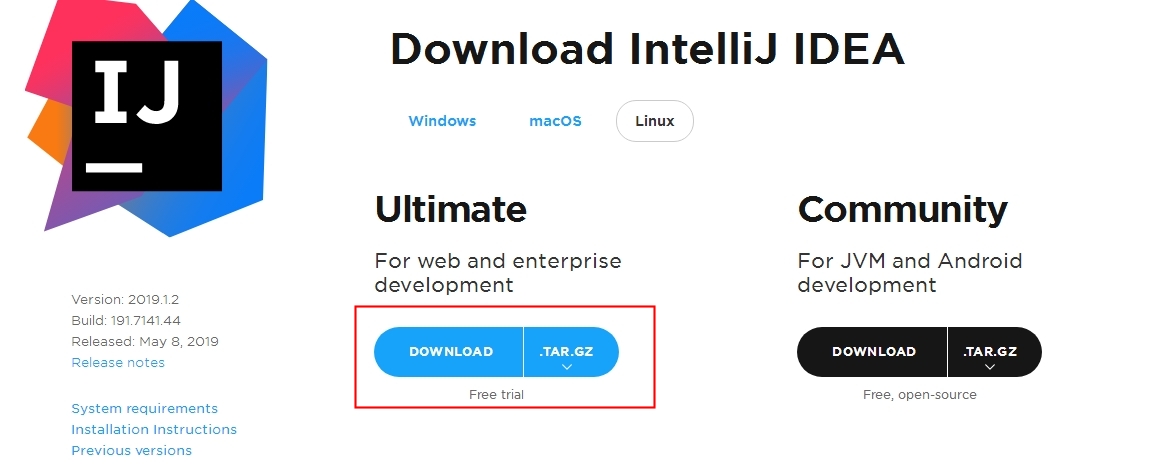 IJ
Download IntelliJ IDEA
Windows
macOS
Linux
Ultimate
For web and enterprise
development
DOWNLOAD
.TAR.GZ
Free trial
Community
For JVM and Android
development
DOWNLOAD
.TAR.GZ
Free, open-source
Version: 2019.1.2
Build: 191.7141.44
Released: May 8, 2019
Release notes
System requirements
Installation Instructions
Previous versions